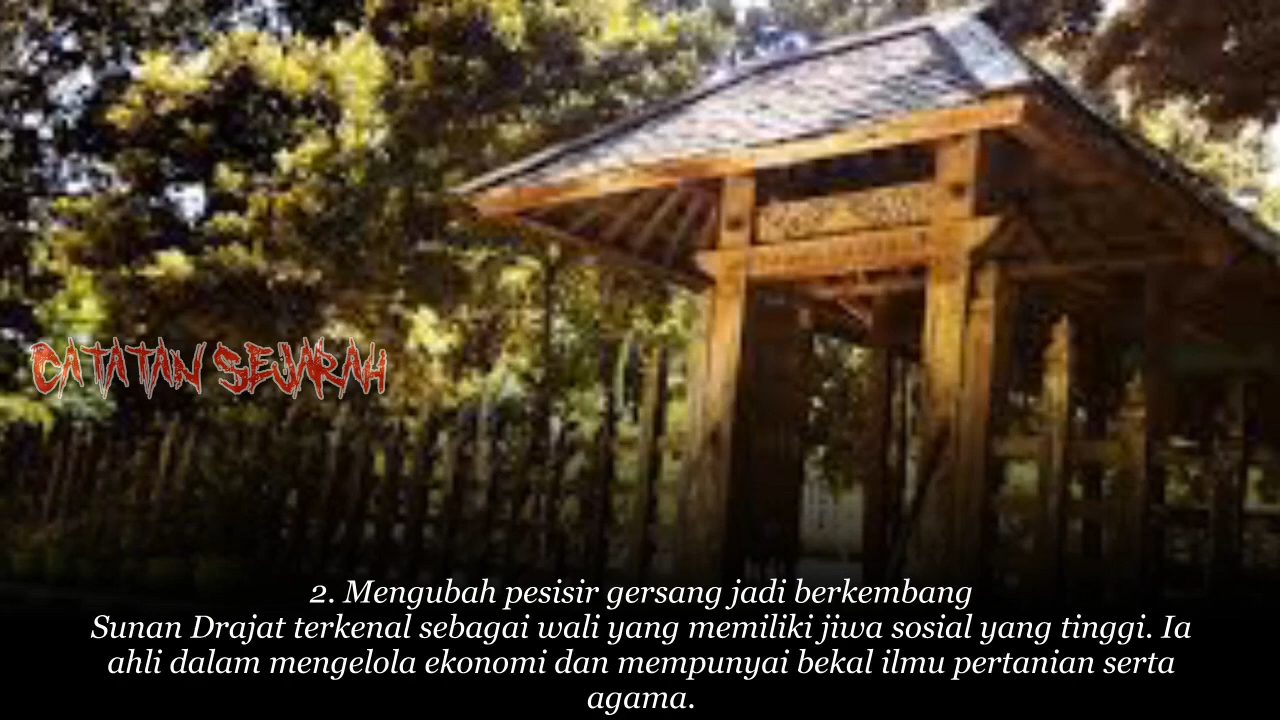 CATATAN SEJARAH
2. Mengubah pesisir gersang jadi berkembang
Sunan Drajat terkenal sebagai wali yang memiliki jiwa sosial yang tinggi. Ia
ahli dalam mengelola ekonomi dan mempunyai bekal ilmu pertanian serta
agama.